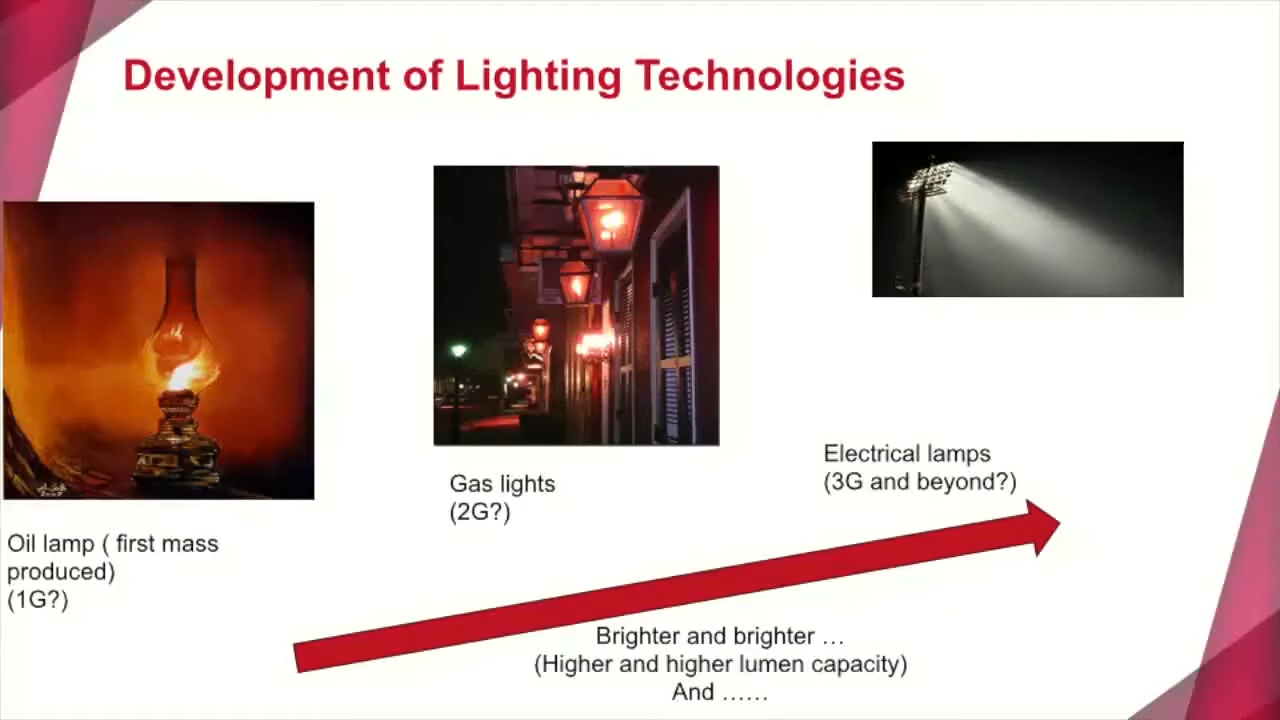 Development of Lighting Technologies
Oil lamp ( first mass
produced)
(1G?)
Gas lights
(2G?)
Electrical lamps
(3G and beyond?)
Brighter and brighter …
(Higher and higher lumen capacity)
And ……